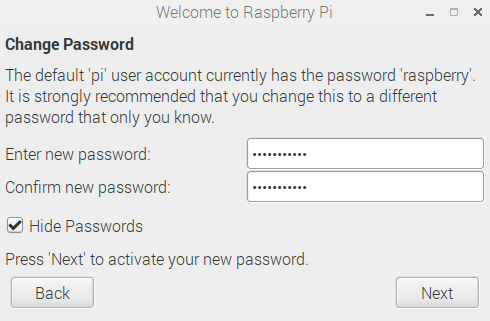 Welcome to Raspberry Pi
Change Password
The default 'pi' user account currently has the password 'raspberry'.
It is strongly recommended that you change this to a different
password that only you know.
Enter new password: •••••••••••
Confirm new password: •••••••••••
Hide Passwords
Press 'Next' to activate your new password.
Back Next